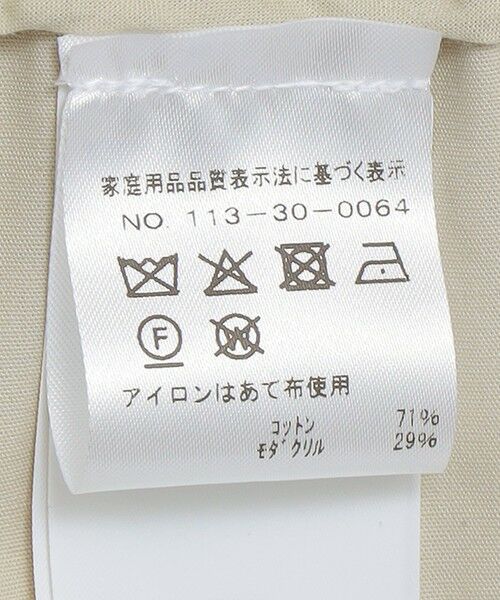 家庭用品品質表示法に基づく表示
NO. 113-30-0064
F W
アイロンはあて布使用
コットン 71%
モダクリル 29%